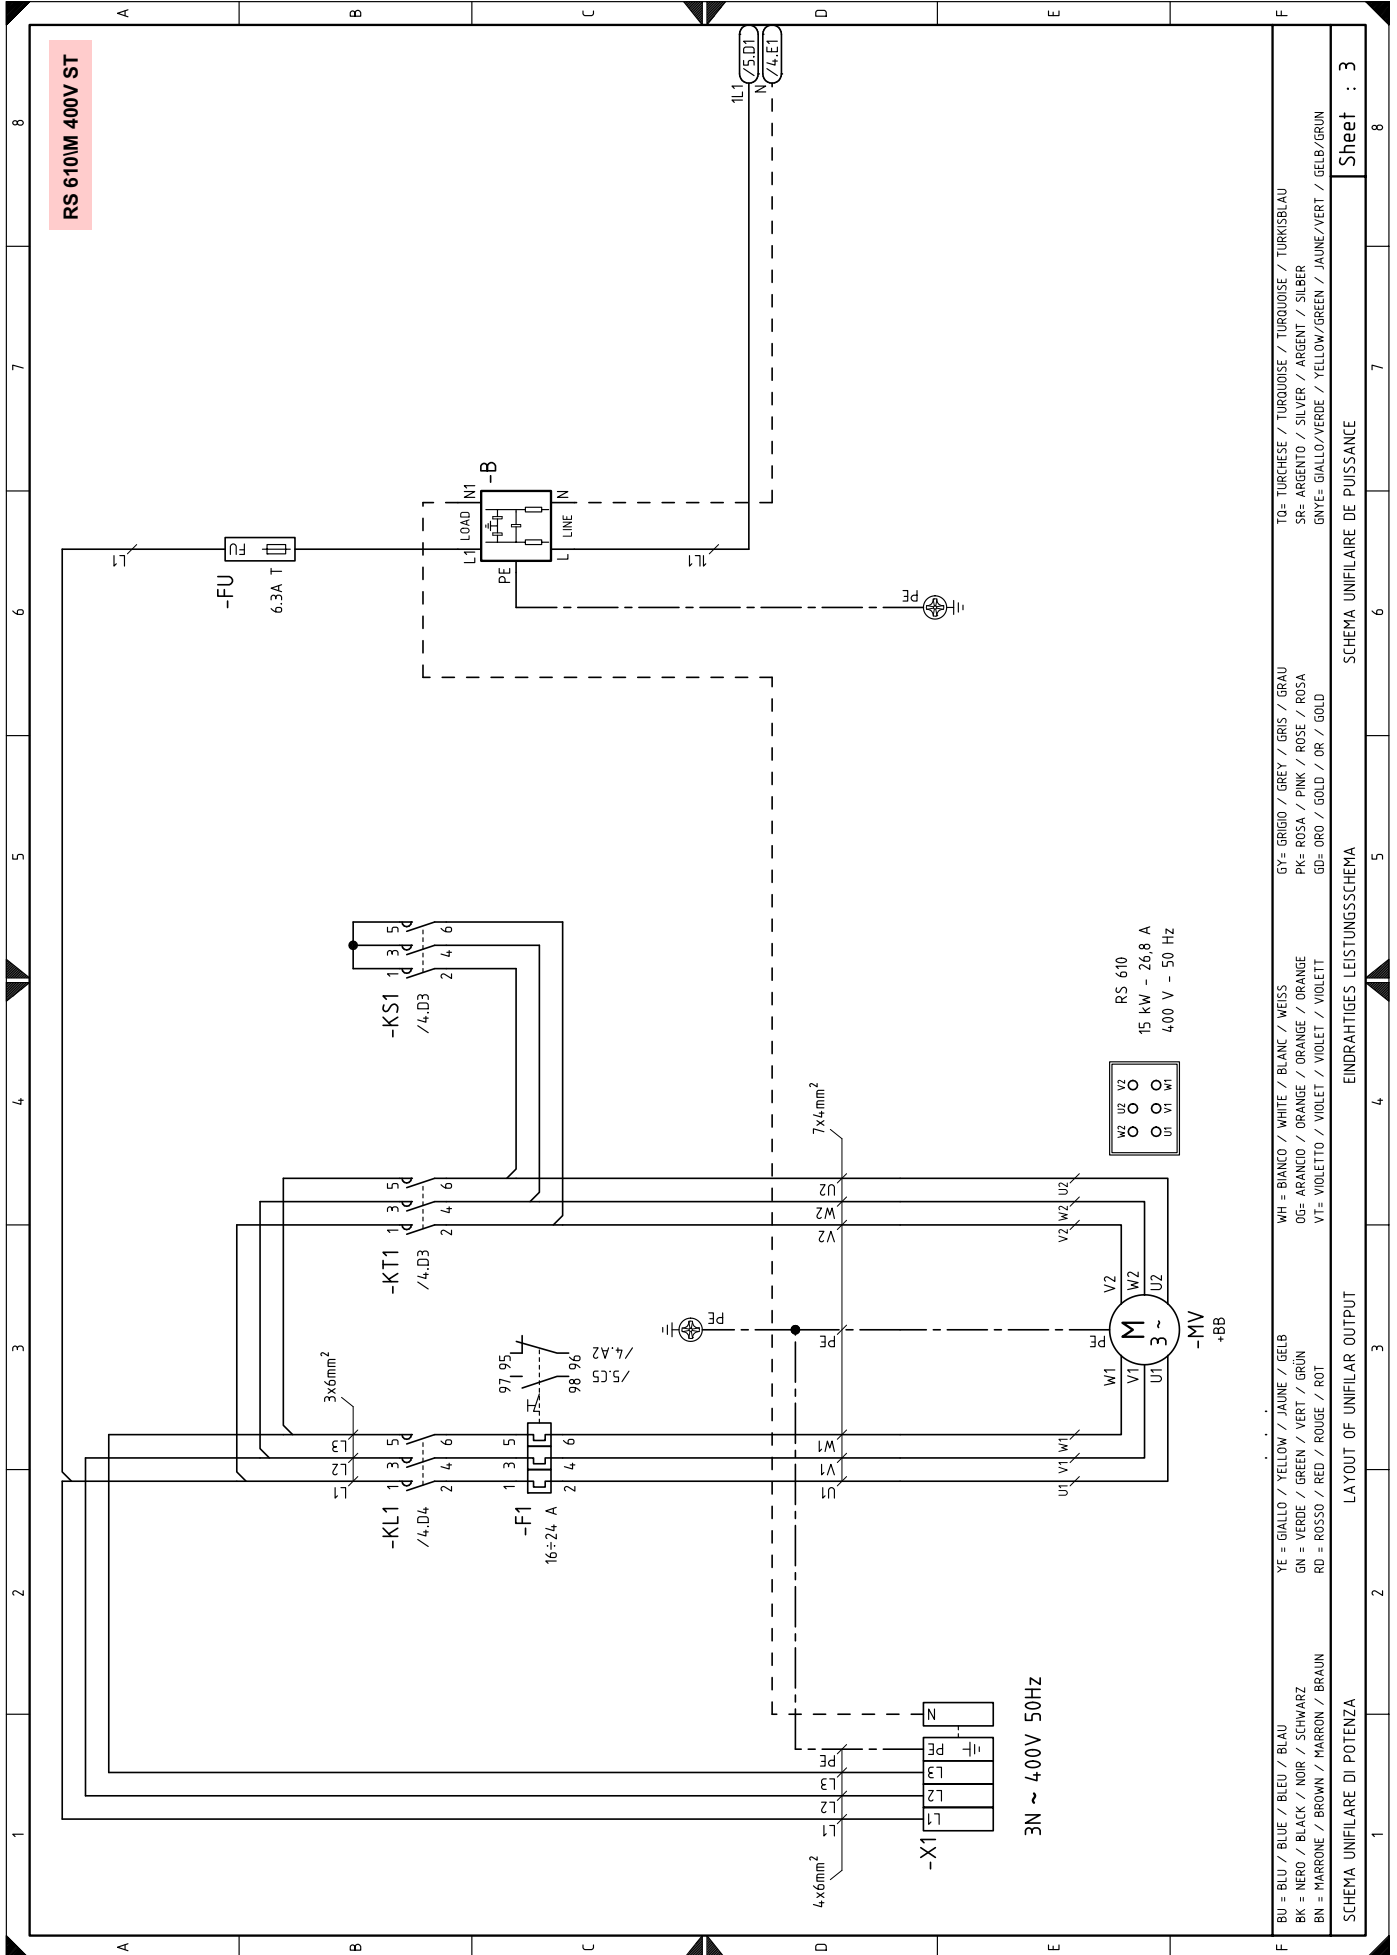 1 2 3 4 5 6 7 8
A
B
C
D
E
F
RS 610\M 400V ST
L1
-FU
FU
6.3A T
3x6mm²
L1 L2 L3
-KL1
/4.D4
1 3 5
2 4 6
-KT1
/4.D3
1 3 5
2 4 6
-KS1
/4.D3
1 3 5
2 4 6
-B
L1 LOAD N1
PE
L LINE N
-F1
16÷24 A
1 3 5
2 4 6
97 95
98 96
/5.C5
/4.A2
H
1L1
PE
1L1
N
/5.D1
/4.E1
PE
4x6mm²
L1 L2 L3 PE
U1 V1 W1
PE
V2 W2 U2
7x4mm²
-X1
L1 L2 L3 PE N
3N ~ 400V 50Hz
U1 V1 W1
V2 W2 U2
W1
V1
U1
PE
M
3 ~
V2
W2
U2
-MV
+BB
W2 U2 V2
U1 V1 W1
RS 610
15 kW - 26,8 A
400 V - 50 Hz
BU = BLU / BLUE / BLEU / BLAU
BK = NERO / BLACK / NOIR / SCHWARZ
BN = MARRONE / BROWN / MARRON / BRAUN
YE = GIALLO / YELLOW / JAUNE / GELB
GN = VERDE / GREEN / VERT / GRÜN
RD = ROSSO / RED / ROUGE / ROT
WH = BIANCO / WHITE / BLANC / WEISS
OG= ARANCIO / ORANGE / ORANGE / ORANGE
VT= VIOLETTO / VIOLET / VIOLET / VIOLETT
GY= GRIGIO / GREY / GRIS / GRAU
PK= ROSA / PINK / ROSE / ROSA
GD= ORO / GOLD / OR / GOLD
TQ= TURCHESE / TURQUOISE / TURQUOISE / TURKISBLAU
SR= ARGENTO / SILVER / ARGENT / SILBER
GNYE= GIALLO/VERDE / YELLOW/GREEN / JAUNE/VERT / GELB/GRUN
SCHEMA UNIFILARE DI POTENZA
LAYOUT OF UNIFILAR OUTPUT
EINDRAHTIGES LEISTUNGSSCHEMA
SCHEMA UNIFILAIRE DE PUISSANCE
Sheet : 3
1 2 3 4 5 6 7 8
A
B
C
D
E
F